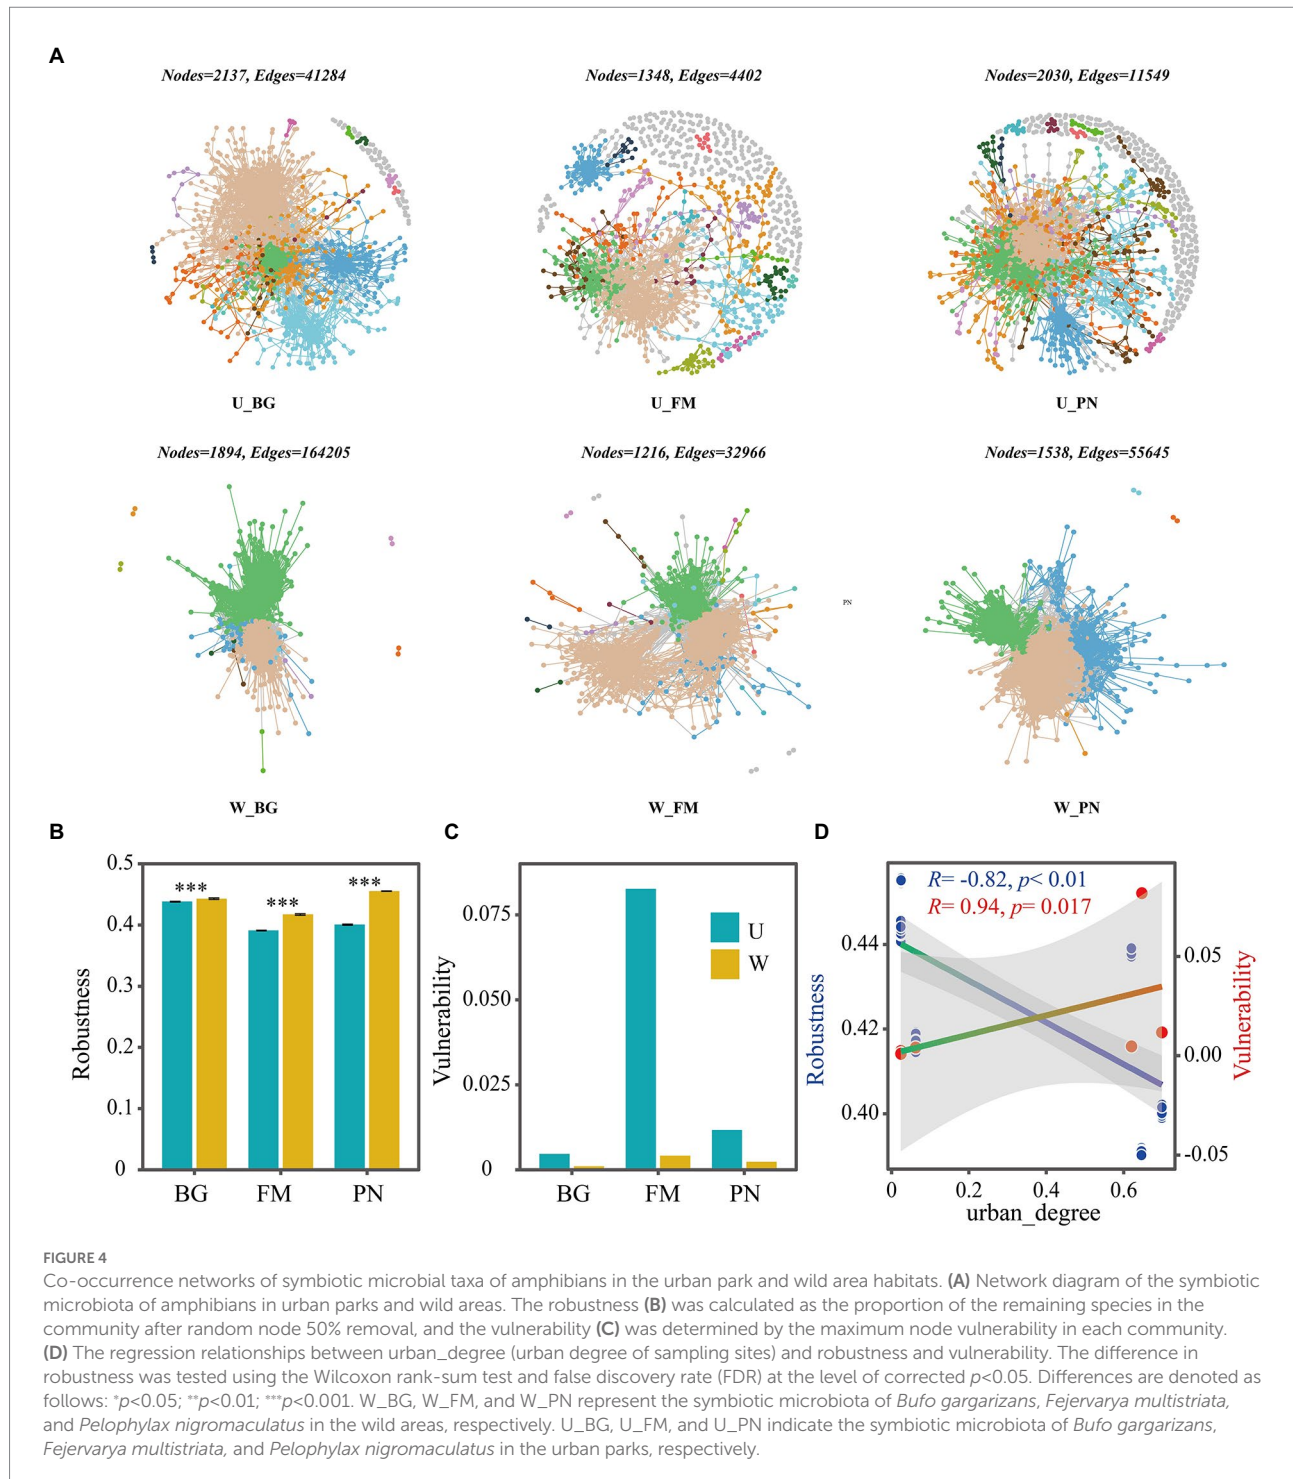 A
Nodes=2137, Edges=41284
Nodes=1348, Edges=4402
Nodes=2030, Edges=11549
U_BG
U_FM
U_PN
Nodes=1894, Edges=164205
Nodes=1216, Edges=32966
Nodes=1538, Edges=55645
PN
W_BG
W_FM
W_PN
B
Robustness
0.5
0.4
0.3
0.2
0.1
0
***
***
***
BG
FM
PN
C
Vulnerability
0.075
0.050
0.025
0
U
W
BG
FM
PN
D
R= -0.82, p< 0.01
R= 0.94, p= 0.017
Robustness
0.44
0.42
0.40
0.05
0.00
-0.05
Vulnerability
0
0.2
0.4
0.6
urban_degree
FIGURE 4
Co-occurrence networks of symbiotic microbial taxa of amphibians in the urban park and wild area habitats. (A) Network diagram of the symbiotic
microbiota of amphibians in urban parks and wild areas. The robustness (B) was calculated as the proportion of the remaining species in the
community after random node 50% removal, and the vulnerability (C) was determined by the maximum node vulnerability in each community.
(D) The regression relationships between urban_degree (urban degree of sampling sites) and robustness and vulnerability. The difference in
robustness was tested using the Wilcoxon rank-sum test and false discovery rate (FDR) at the level of corrected p<0.05. Differences are denoted as
follows: *p<0.05; **p<0.01; ***p<0.001. W_BG, W_FM, and W_PN represent the symbiotic microbiota of Bufo gargarizans, Fejervarya multistriata,
and Pelophylax nigromaculatus in the wild areas, respectively. U_BG, U_FM, and U_PN indicate the symbiotic microbiota of Bufo gargarizans,
Fejervarya multistriata, and Pelophylax nigromaculatus in the urban parks, respectively.